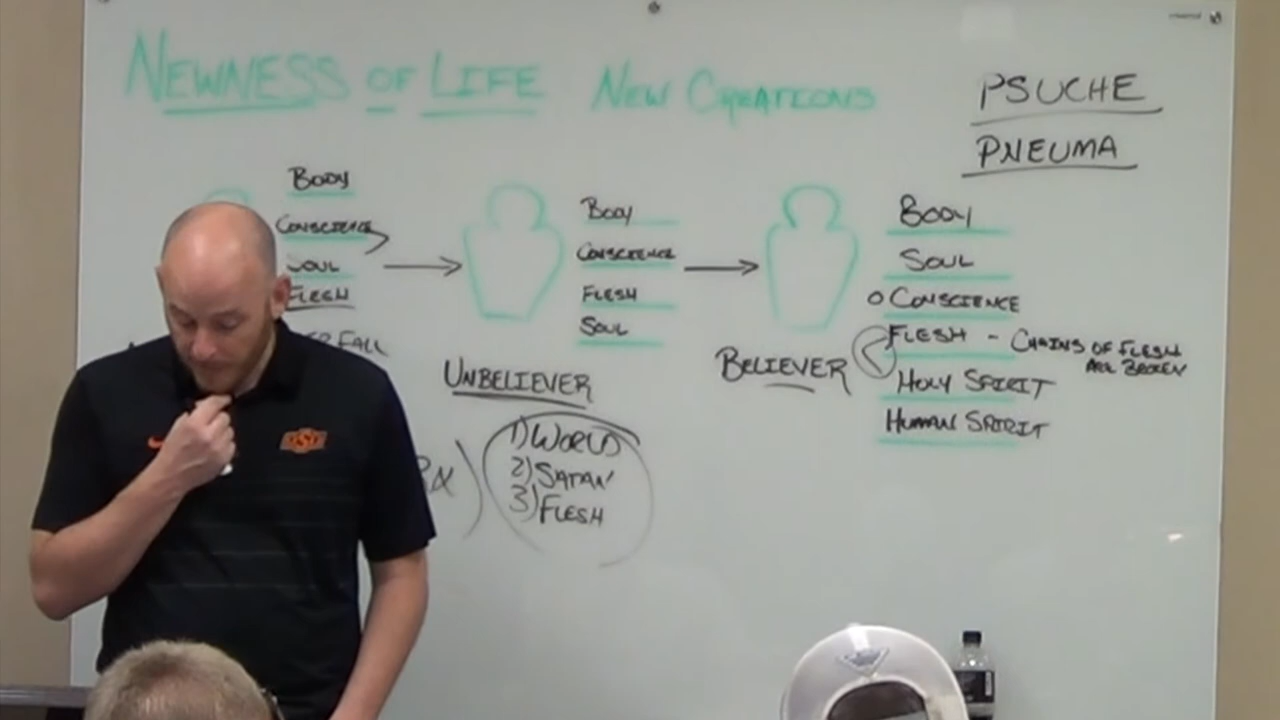 NEWNESS OF LIFE NEW CREATIONS
PSUCHE
PNEUMA
BODY
CONSCIENCE
SOUL
FLESH
FALL
BODY
CONSCIENCE
FLESH
SOUL
UNBELIEVER
1) WORLD
2) SATAN
3) FLESH
BELIEVER
BODY
SOUL
CONSCIENCE
FLESH - CHAINS OF FLESH
ARE BROKEN
HOLY SPIRIT
HUMAN SPIRIT